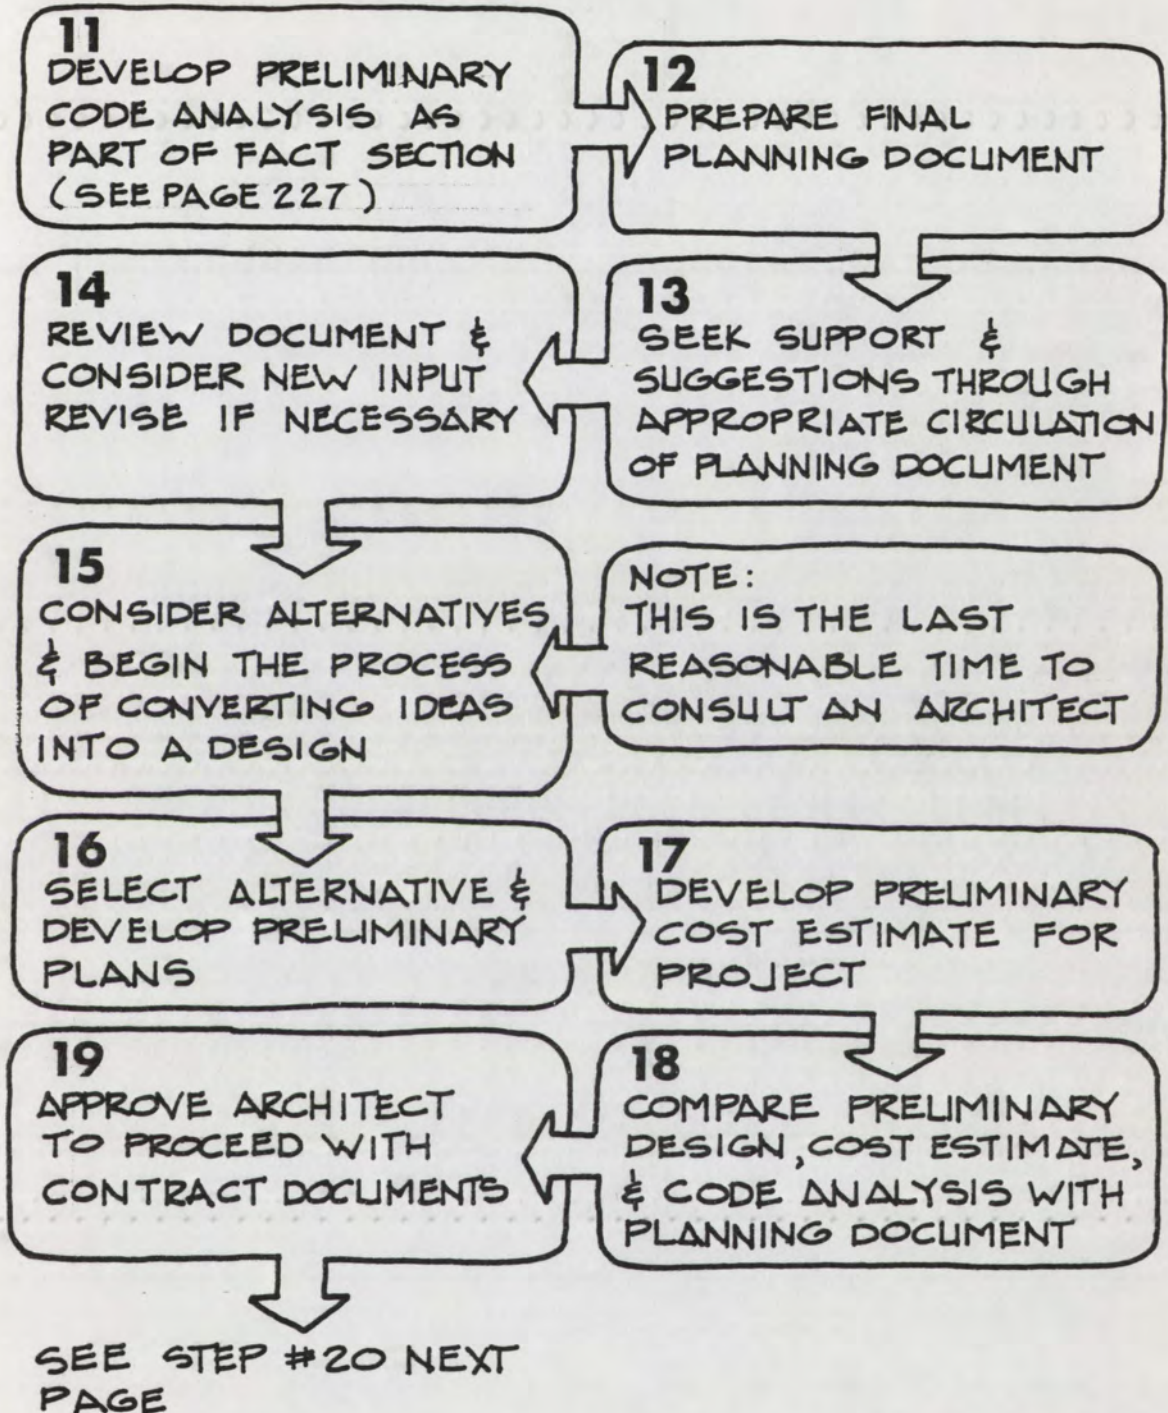 11
DEVELOP PRELIMINARY
CODE ANALYSIS AS
PART OF FACT SECTION
(SEE PAGE 227)
12
PREPARE FINAL
PLANNING DOCUMENT
13
SEEK SUPPORT &
SUGGESTIONS THROUGH
APPROPRIATE CIRCULATION
OF PLANNING DOCUMENT
14
REVIEW DOCUMENT &
CONSIDER NEW INPUT
REVISE IF NECESSARY
15
CONSIDER ALTERNATIVES
& BEGIN THE PROCESS
OF CONVERTING IDEAS
INTO A DESIGN
NOTE:
THIS IS THE LAST
REASONABLE TIME TO
CONSULT AN ARCHITECT
16
SELECT ALTERNATIVE &
DEVELOP PRELIMINARY
PLANS
17
DEVELOP PRELIMINARY
COST ESTIMATE FOR
PROJECT
18
COMPARE PRELIMINARY
DESIGN, COST ESTIMATE,
& CODE ANALYSIS WITH
PLANNING DOCUMENT
19
APPROVE ARCHITECT
TO PROCEED WITH
CONTRACT DOCUMENTS
SEE STEP #20 NEXT
PAGE